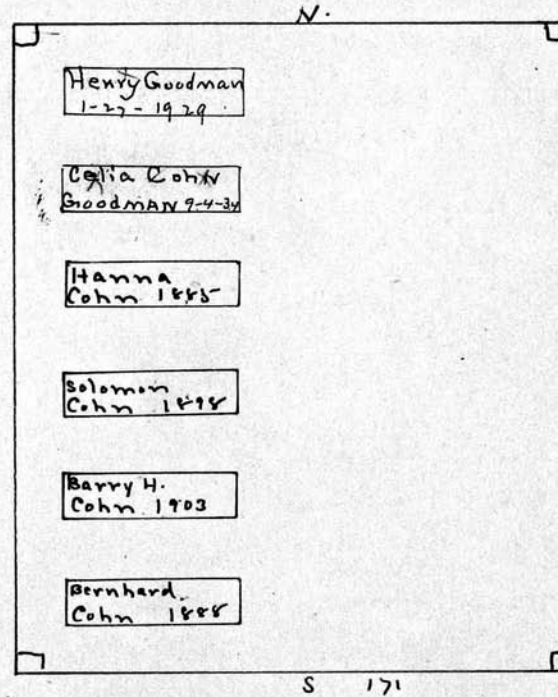 N.
Henry Goodman
1-27-1929.
Celia Cohn
GoodmAN 9-4-34
Hanna
Cohn 1885
Solomon
Cohn 1898
Barry H.
Cohn 1903
Bernhard.
Cohn 1888
S 171